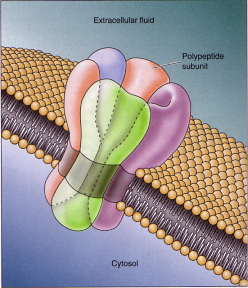 Extracellular fluid
Polypeptide
subunit
Cytosol